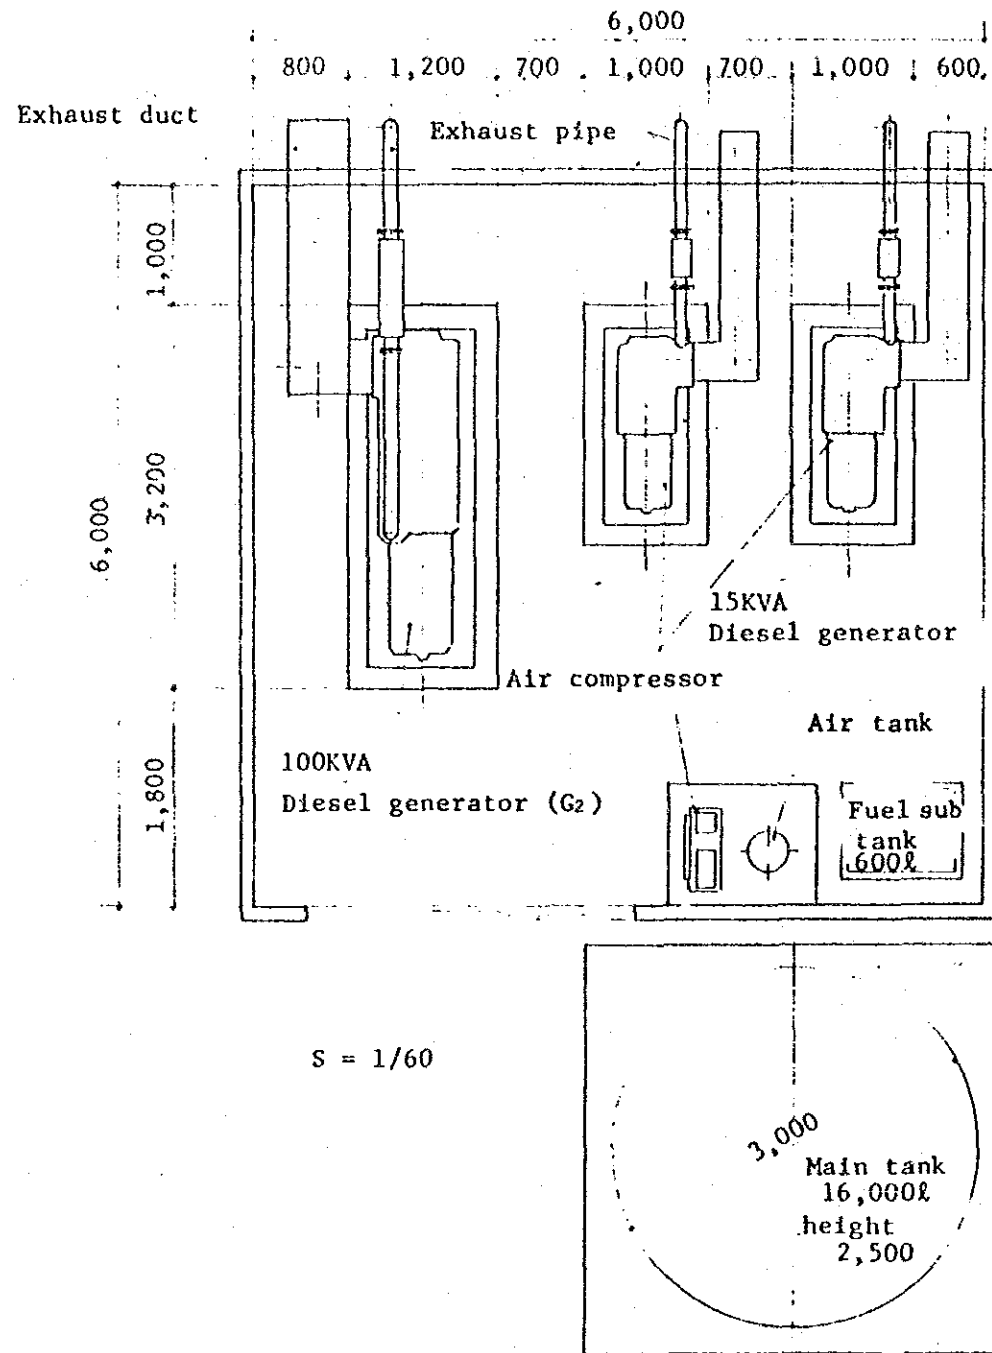 6,000
800 1,200 700 1,000 700 1,000 600
Exhaust duct
Exhaust pipe
1,000
3,200
6,000
1,800
15KVA
Diesel generator
Air compressor
Air tank
100KVA
Diesel generator (G2)
Fuel sub
tank
600ℓ
S = 1/60
3,000
Main tank
16,000ℓ
height
2,500